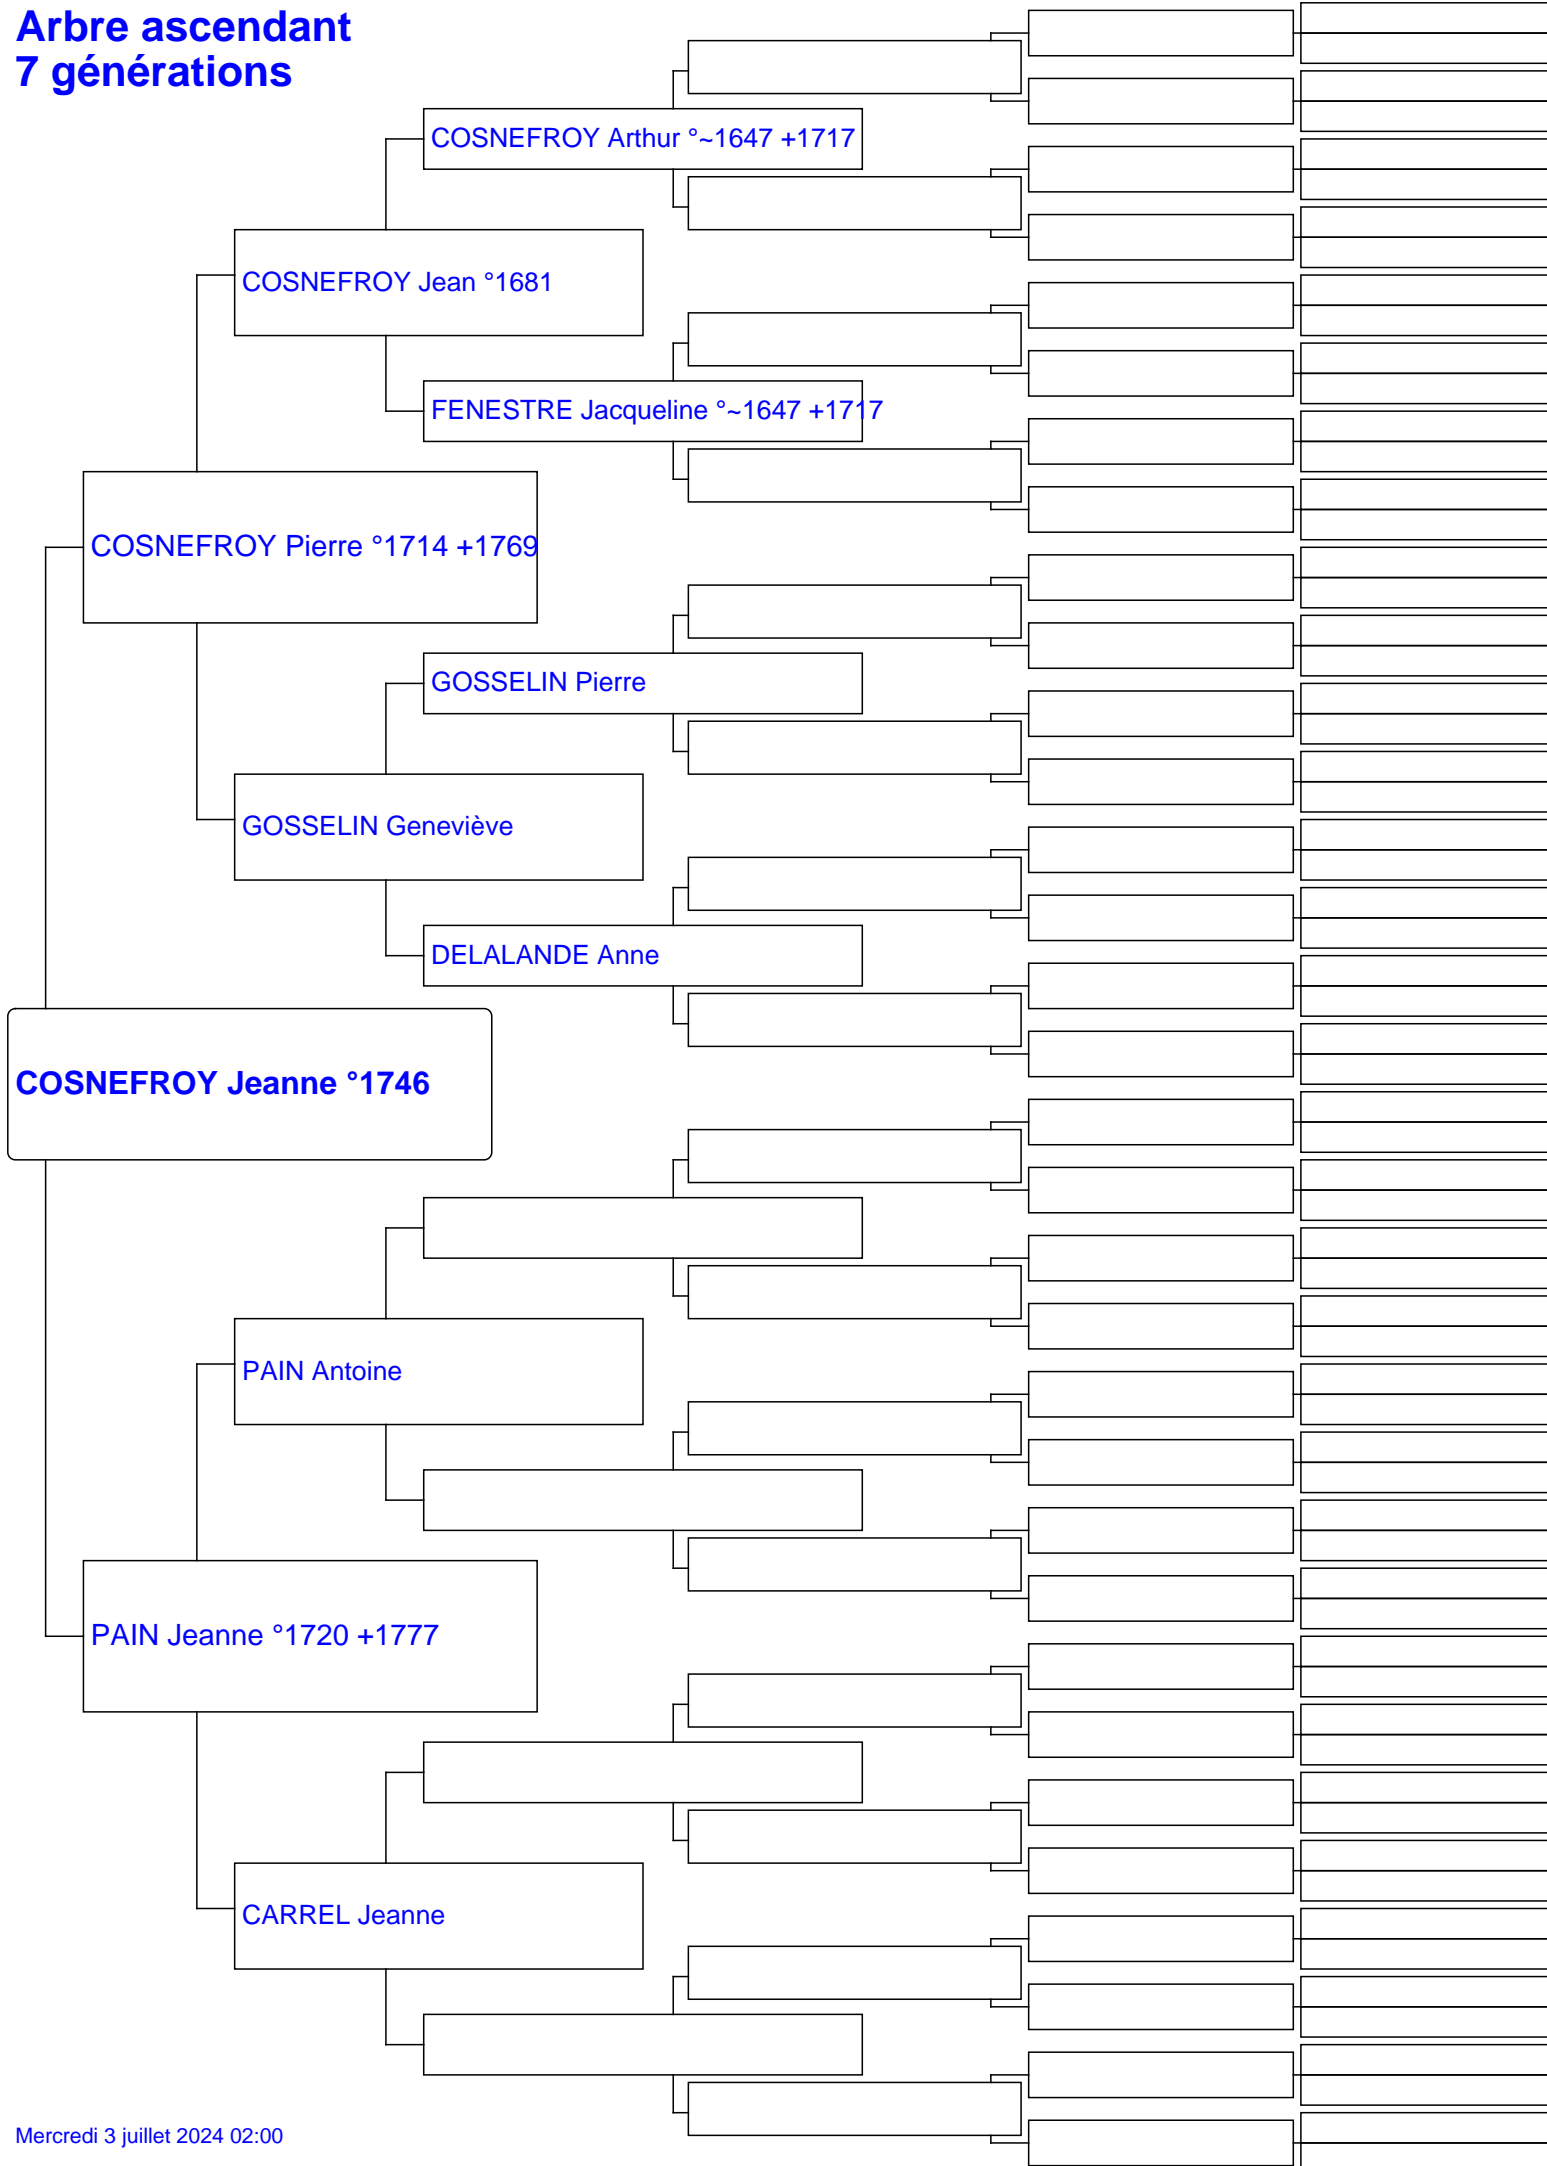 Arbre ascendant
7 générations
COSNEFROY Arthur °~1647 +1717
COSNEFROY Jean °1681
FENESTRE Jacqueline °~1647 +1717
COSNEFROY Pierre °1714 +1769
GOSSELIN Pierre
GOSSELIN Geneviève
DELALANDE Anne
COSNEFROY Jeanne °1746
PAIN Antoine
PAIN Jeanne °1720 +1777
CARREL Jeanne
Mercredi 3 juillet 2024 02:00